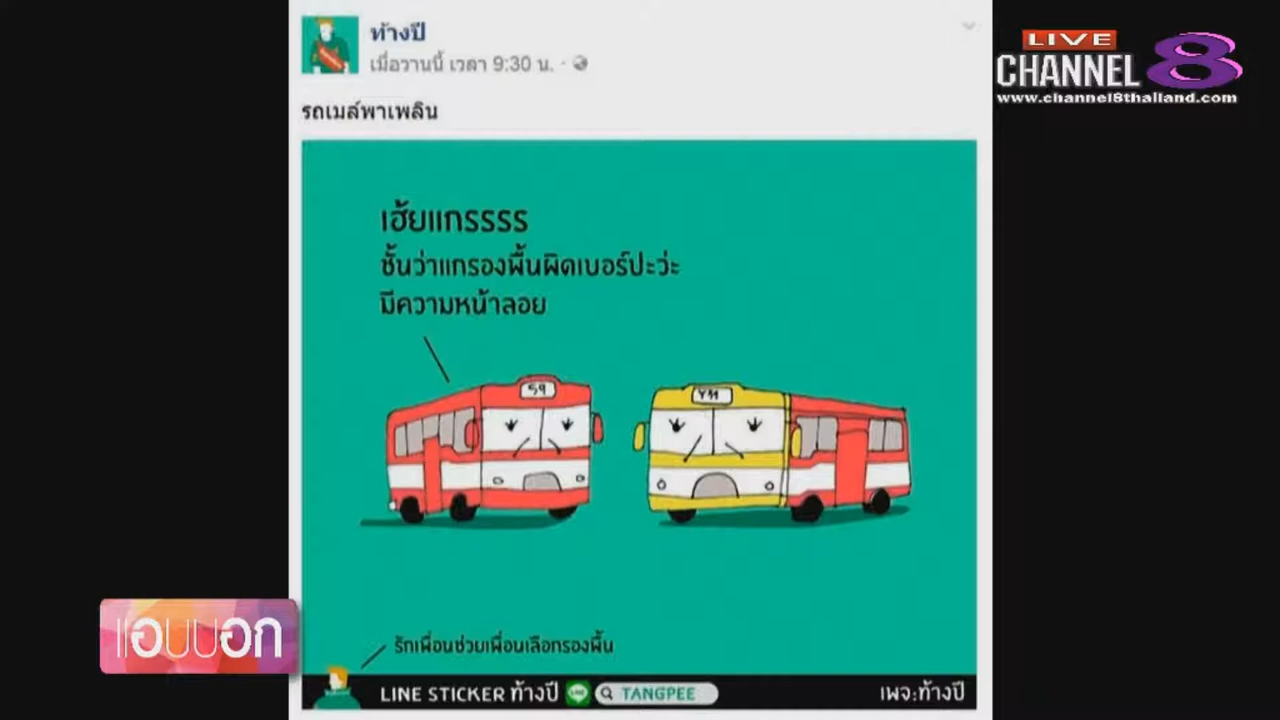 ท้างปี
เมื่อวานนี้ เวลา 9:30 น. ·
LIVE
CHANNEL 8
www.channel8thailand.com
รถเมล์พาเพลิน
เฮ้ยแกรรรร
ชั้นว่าแกรองพื้นผิดเบอร์ปะว่ะ
มีความหน้าลอย
59
แอบบอก
รักเพื่อนช่วยเพื่อนเลือกรองพื้น
LINE STICKER ท้างปี LINE TANGPEE
เพจ:ท้างปี